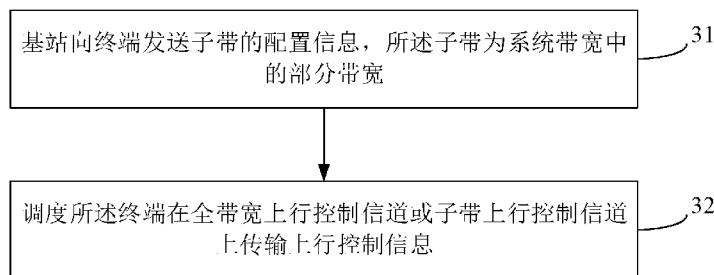 基站向终端发送子带的配置信息，所述子带为系统带宽中
的部分带宽
31
调度所述终端在全带宽上行控制信道或子带上行控制信道
上传输上行控制信息
32